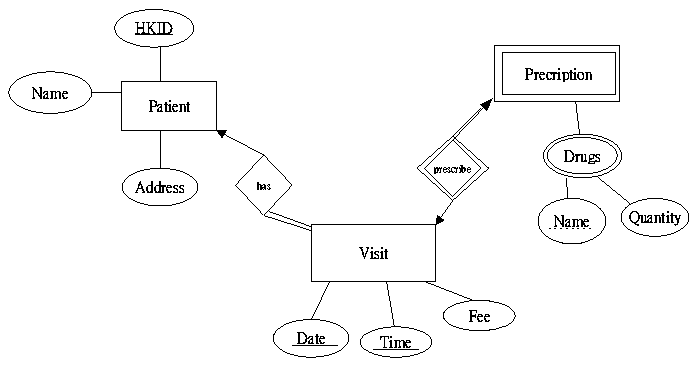 HKID
Name
Patient
Address
has
Precription
Drugs
Name
Quantity
prescribe
Visit
Date
Time
Fee